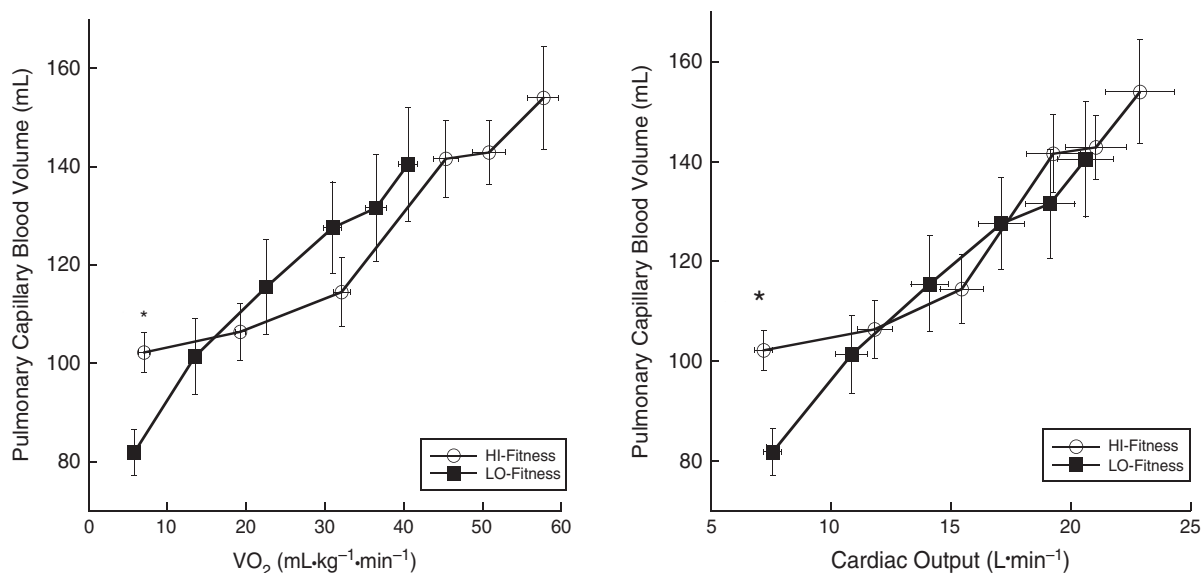 Pulmonary Capillary Blood Volume (mL)
160
140
120
100
80
*
HI-Fitness
LO-Fitness
0 10 20 30 40 50 60
VO₂ (mL•kg⁻¹•min⁻¹)
Pulmonary Capillary Blood Volume (mL)
160
140
120
100
80
*
HI-Fitness
LO-Fitness
5 10 15 20 25
Cardiac Output (L•min⁻¹)